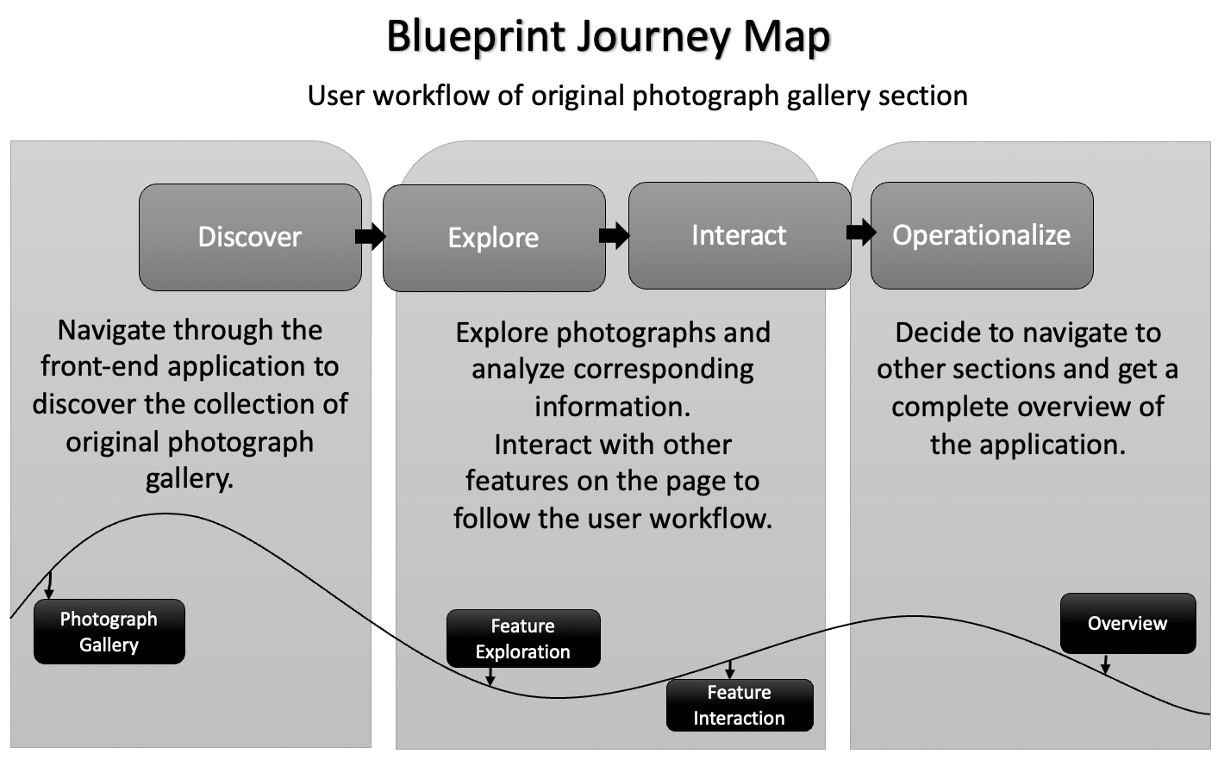 Blueprint Journey Map
User workflow of original photograph gallery section
Discover
Explore
Interact
Operationalize
Navigate through the
front-end application to
discover the collection of
original photograph
gallery.
Explore photographs and
analyze corresponding
information.
Interact with other
features on the page to
follow the user workflow.
Decide to navigate to
other sections and get a
complete overview of
the application.
Photograph
Gallery
Feature
Exploration
Feature
Interaction
Overview